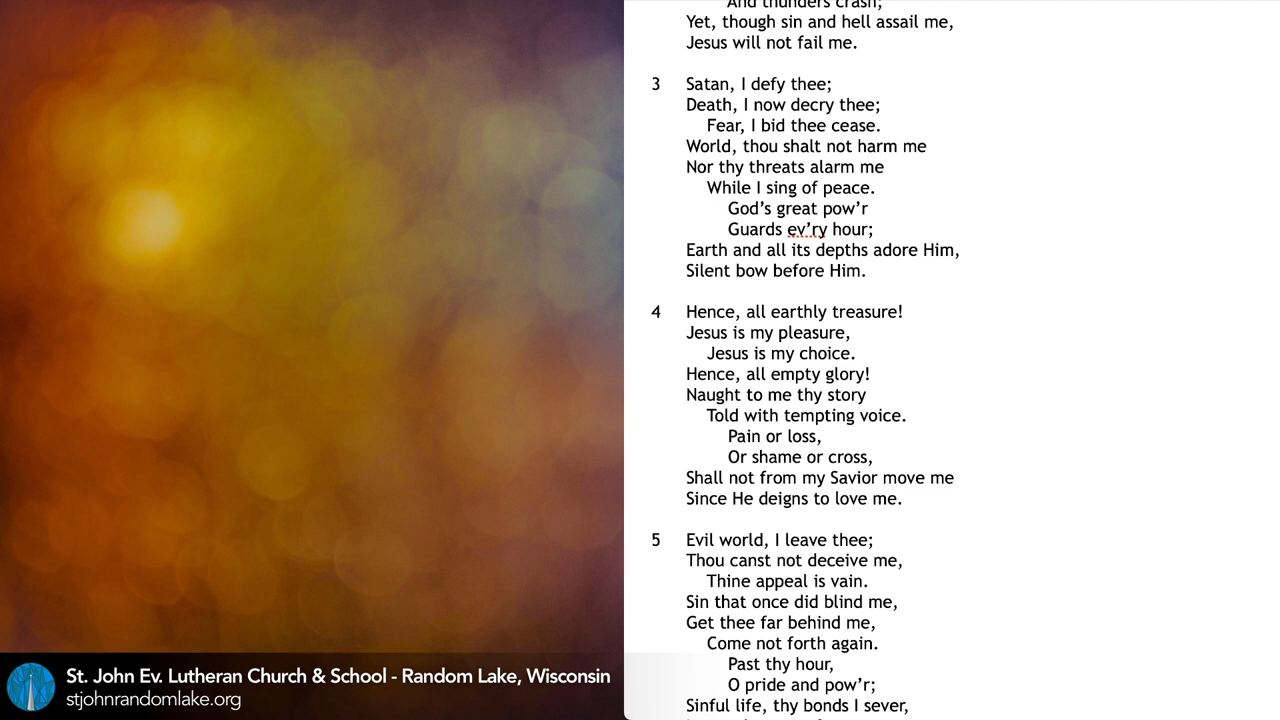 And thunders crash;
Yet, though sin and hell assail me,
Jesus will not fail me.
3 Satan, I defy thee;
Death, I now decry thee;
Fear, I bid thee cease.
World, thou shalt not harm me
Nor thy threats alarm me
While I sing of peace.
God’s great pow’r
Guards ev’ry hour;
Earth and all its depths adore Him,
Silent bow before Him.
4 Hence, all earthly treasure!
Jesus is my pleasure,
Jesus is my choice.
Hence, all empty glory!
Naught to me thy story
Told with tempting voice.
Pain or loss,
Or shame or cross,
Shall not from my Savior move me
Since He deigns to love me.
5 Evil world, I leave thee;
Thou canst not deceive me,
Thine appeal is vain.
Sin that once did blind me,
Get thee far behind me,
Come not forth again.
Past thy hour,
O pride and pow’r;
Sinful life, thy bonds I sever,
St. John Ev. Lutheran Church & School - Random Lake, Wisconsin
stjohnrandomlake.org